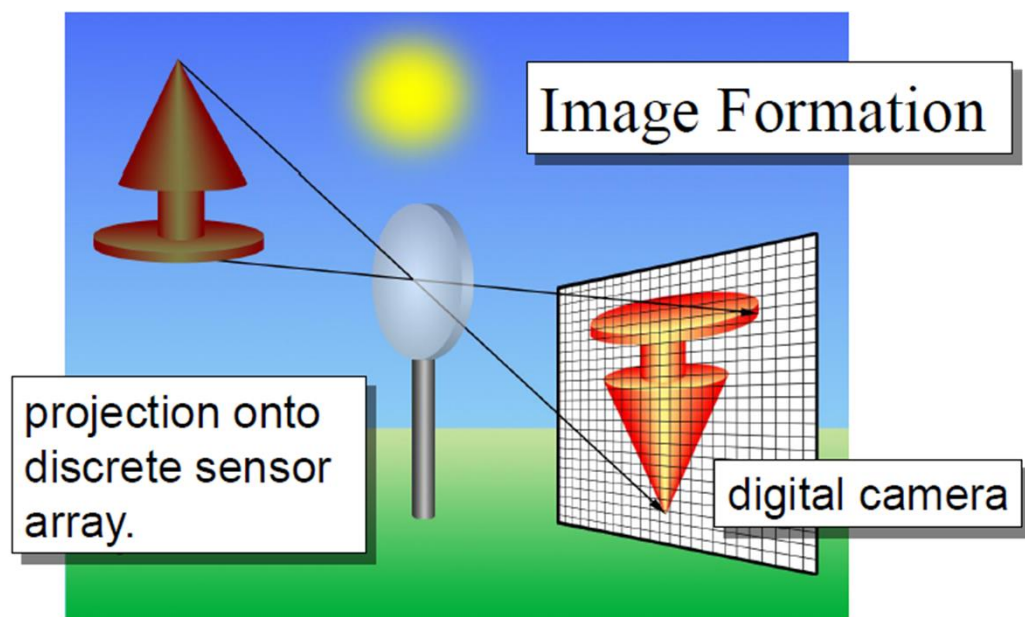 Image Formation
projection onto
discrete sensor
array.
digital camera